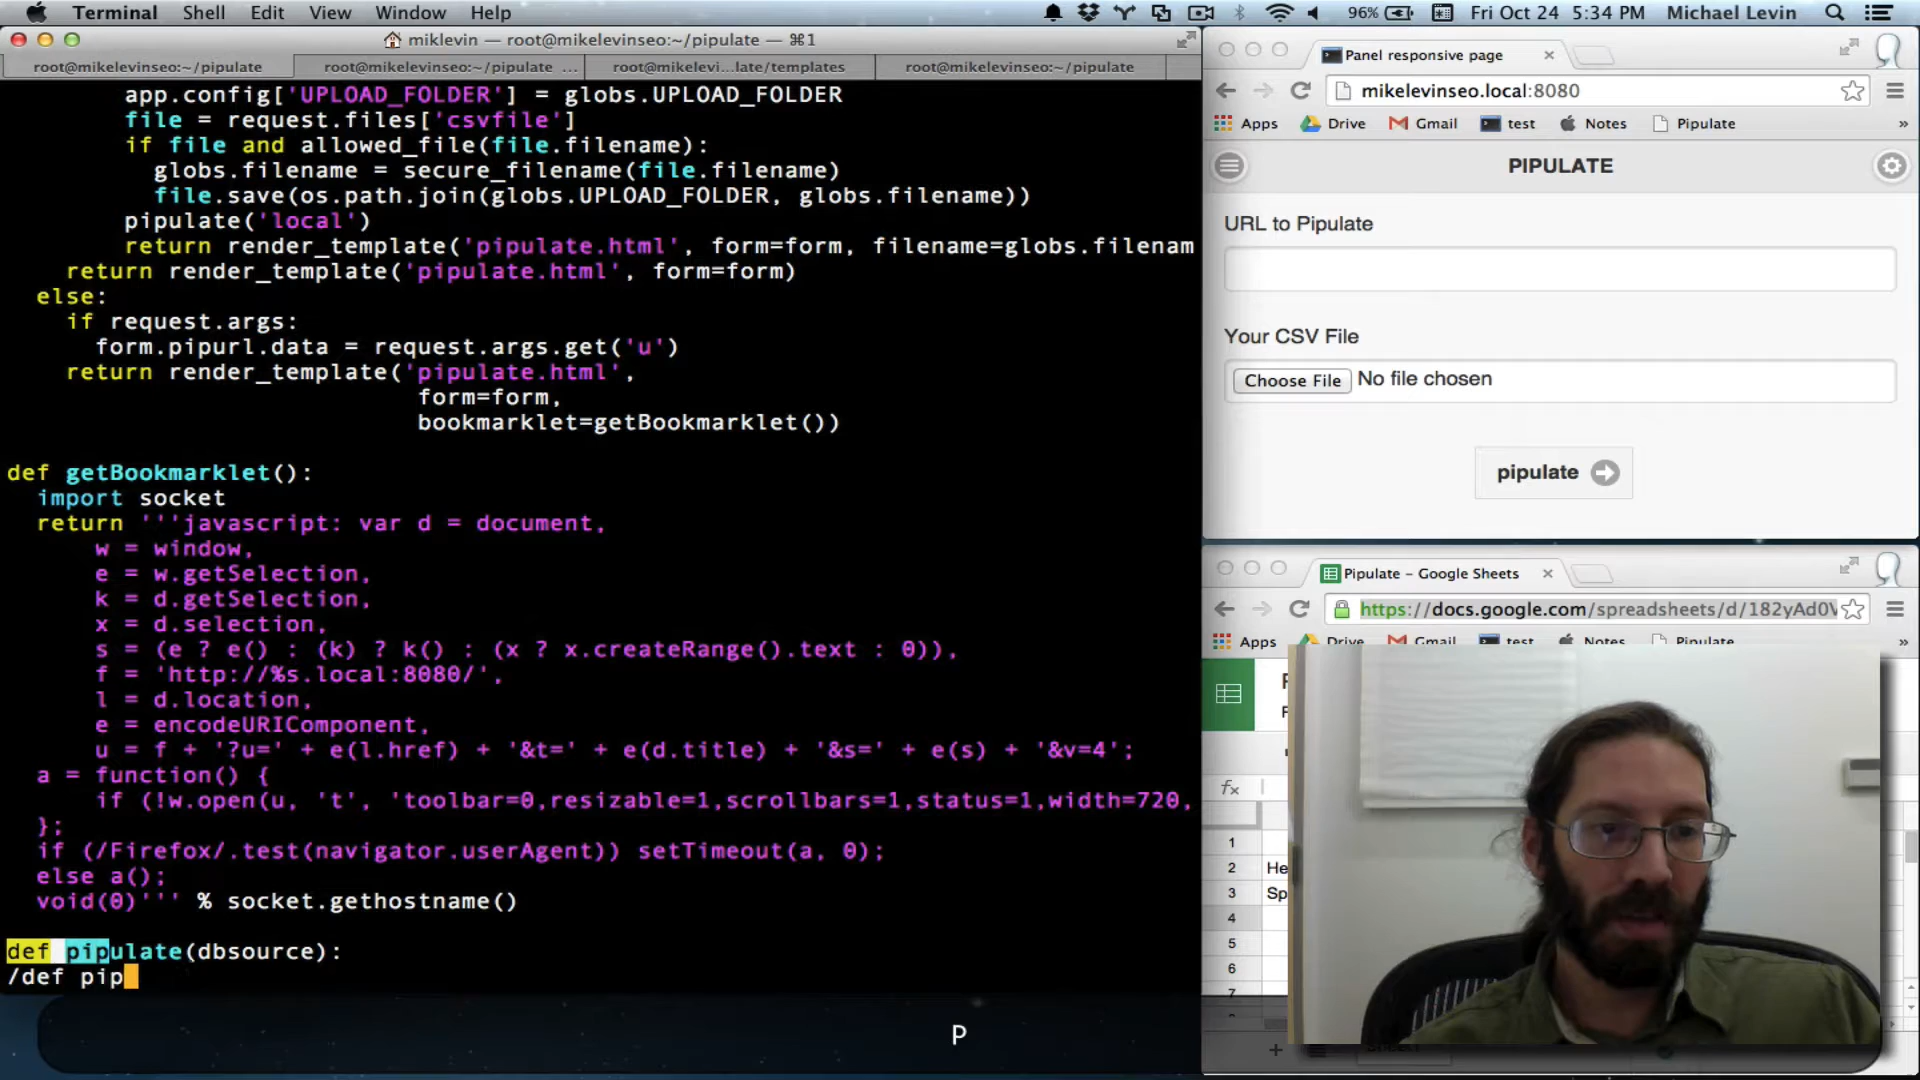 Terminal Shell Edit View Window Help
96% Fri Oct 24 5:34 PM Michael Levin
miklevin — root@mikelevinseo:~/pipulate — ⌘1
root@mikelevinseo:~/pipulate
root@mikelevinseo:~/pipulate ...
root@mikelevi...late/templates
root@mikelevinseo:~/pipulate
app.config['UPLOAD_FOLDER'] = globs.UPLOAD_FOLDER
file = request.files['csvfile']
if file and allowed_file(file.filename):
globs.filename = secure_filename(file.filename)
file.save(os.path.join(globs.UPLOAD_FOLDER, globs.filename))
pipulate('local')
return render_template('pipulate.html', form=form, filename=globs.filenam
return render_template('pipulate.html', form=form)
else:
if request.args:
form.pipurl.data = request.args.get('u')
return render_template('pipulate.html',
form=form,
bookmarklet=getBookmarklet())
def getBookmarklet():
import socket
return '''javascript: var d = document,
w = window,
e = w.getSelection,
k = d.getSelection,
x = d.selection,
s = (e ? e() : (k) ? k() : (x ? x.createRange().text : 0)),
f = 'http://%s.local:8080/',
l = d.location,
e = encodeURIComponent,
u = f + '?u=' + e(l.href) + '&t=' + e(d.title) + '&s=' + e(s) + '&v=4';
a = function() {
if (!w.open(u, 't', 'toolbar=0,resizable=1,scrollbars=1,status=1,width=720,
};
if (/Firefox/.test(navigator.userAgent)) setTimeout(a, 0);
else a();
void(0)''' % socket.gethostname()
def pipulate(dbsource):
/def pip
P
Panel responsive page
mikelevinseo.local:8080
Apps Drive Gmail test Notes Pipulate »
PIPULATE
URL to Pipulate
Your CSV File
Choose File No file chosen
pipulate
Pipulate – Google Sheets
https://docs.google.com/spreadsheets/d/182yAd0V
Apps Drive Gmail test Notes Pipulate »
fx
1
2 He
3 Sp
4
5
6
7